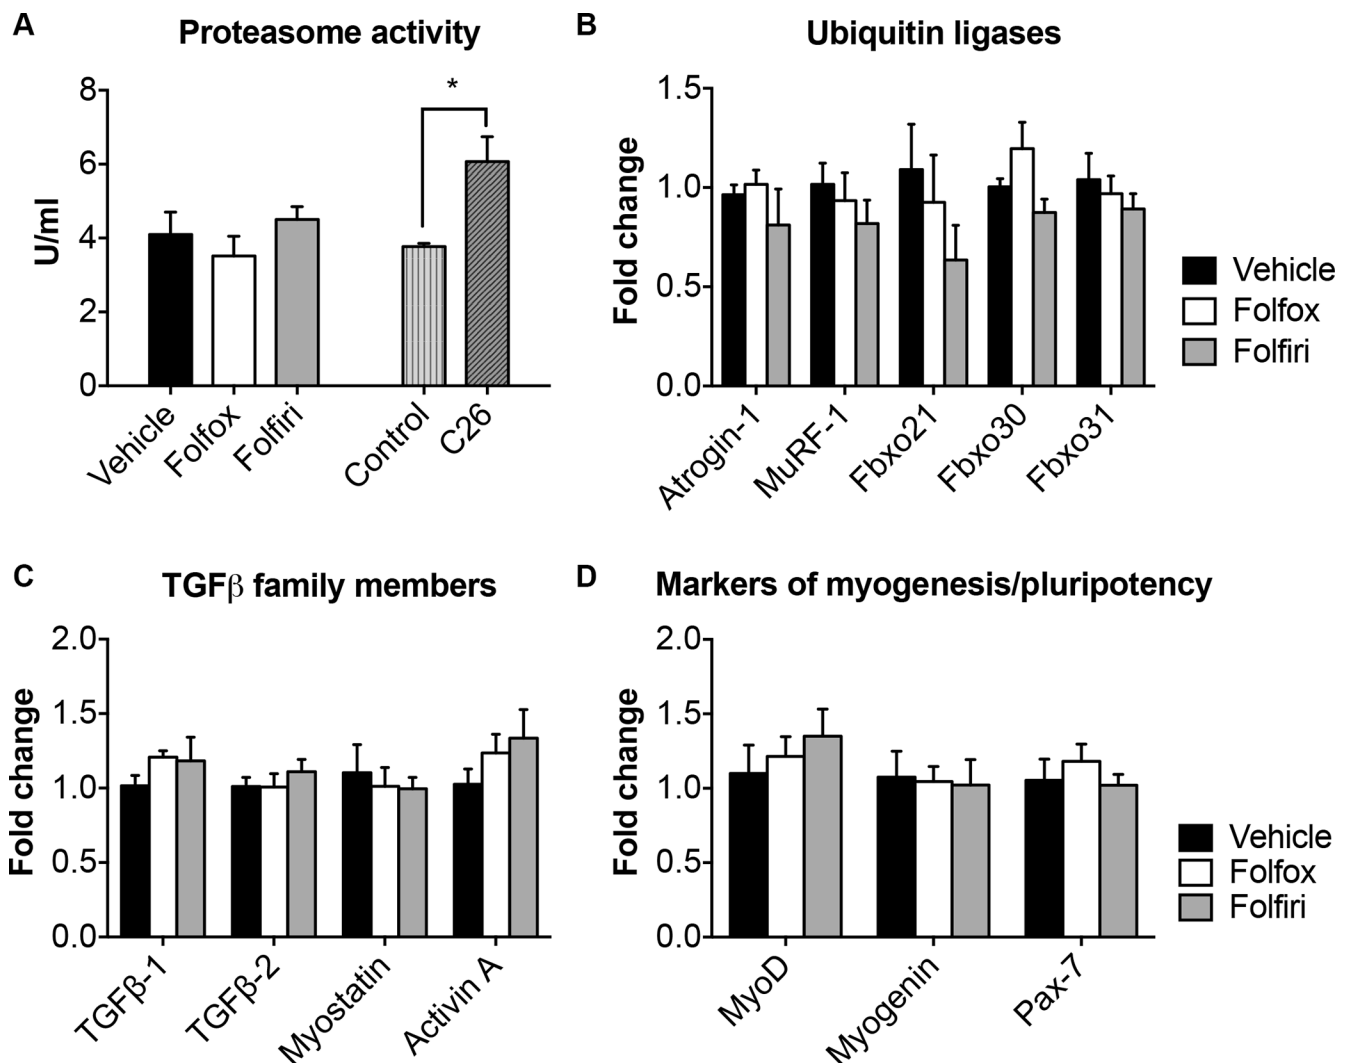 A
Proteasome activity
8
6
4
2
0
U/ml
*
Vehicle
Folfox
Folfiri
Control
C26
B
Ubiquitin ligases
1.5
1.0
0.5
0.0
Fold change
Atrogin-1
MuRF-1
Fbxo21
Fbxo30
Fbxo31
Vehicle
Folfox
Folfiri
C
TGFβ family members
2.0
1.5
1.0
0.5
0.0
Fold change
TGFβ-1
TGFβ-2
Myostatin
Activin A
D
Markers of myogenesis/pluripotency
2.0
1.5
1.0
0.5
0.0
Fold change
MyoD
Myogenin
Pax-7
Vehicle
Folfox
Folfiri